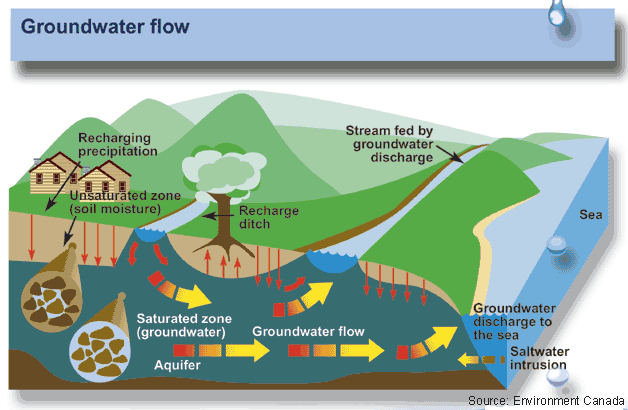 Groundwater flow
Recharging
precipitation
Stream fed by
groundwater
discharge
Unsaturated zone
(soil moisture)
Recharge
ditch
Sea
Saturated zone
(groundwater)
Groundwater flow
Groundwater
discharge to
the sea
Aquifer
Saltwater
intrusion
Source: Environment Canada